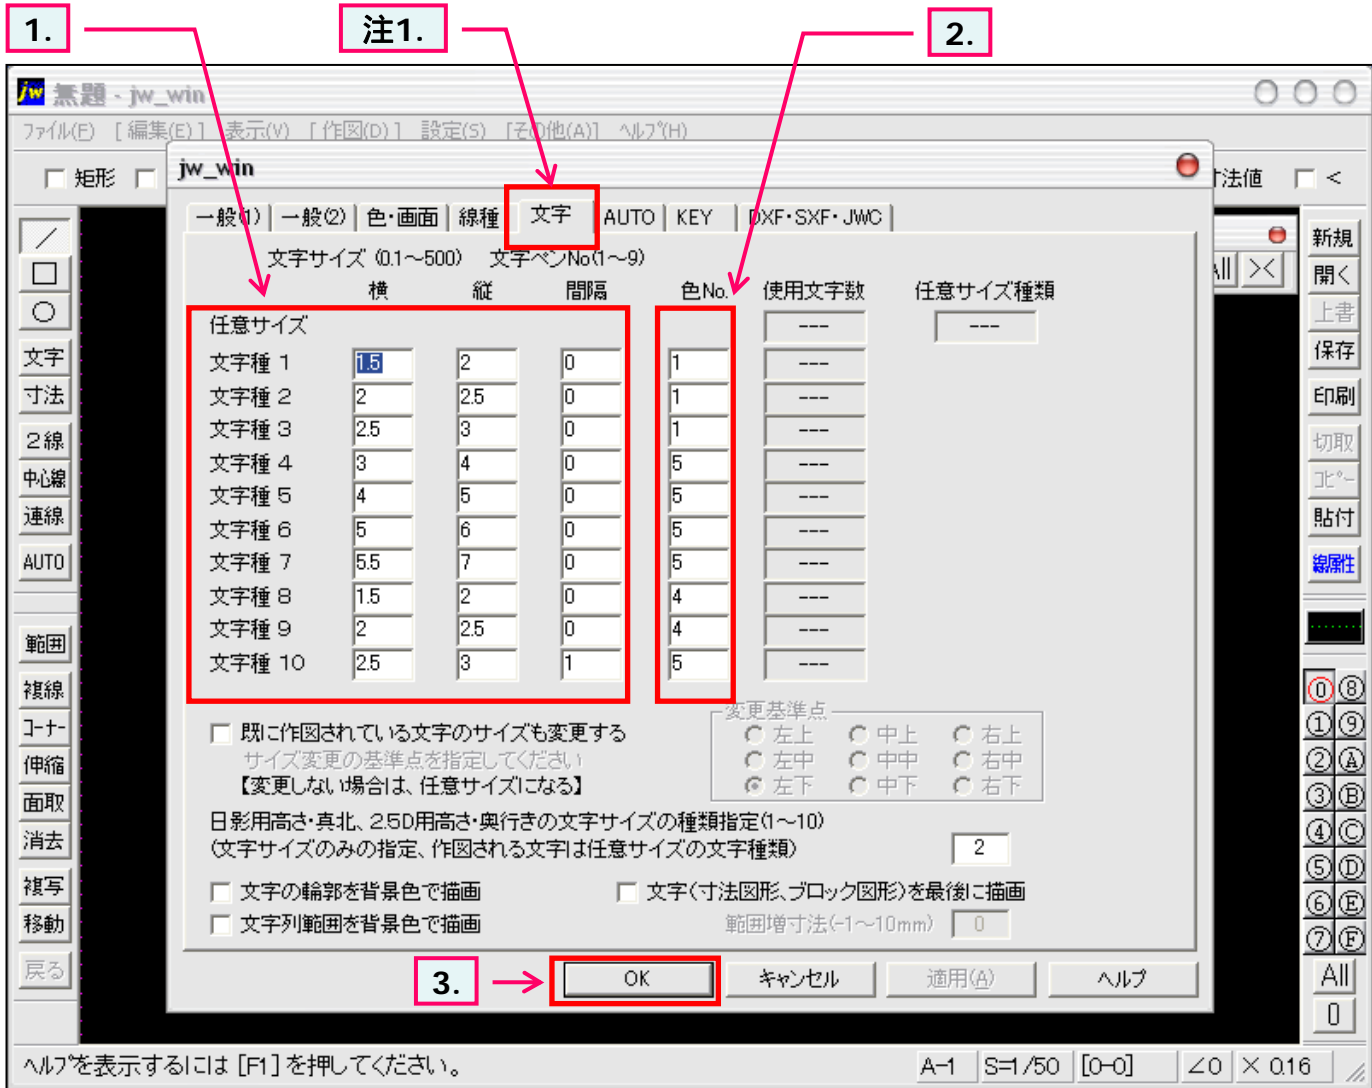 1.
注1.
2.
jw 無題 - jw_win
ファイル(F) [編集(E)] 表示(V) [作図(D)] 設定(S) [その他(A)] ヘルプ(H)
矩形
寸法値 <
jw_win
一般(1) 一般(2) 色・画面 線種 文字 AUTO KEY DXF・SXF・JWC
文字サイズ (0.1～500) 文字ペンNo(1～9)
横 縦 間隔 色No. 使用文字数 任意サイズ種類
任意サイズ --- ---
文字種 1 1.5 2 0 1 ---
文字種 2 2 2.5 0 1 ---
文字種 3 2.5 3 0 1 ---
文字種 4 3 4 0 5 ---
文字種 5 4 5 0 5 ---
文字種 6 5 6 0 5 ---
文字種 7 5.5 7 0 5 ---
文字種 8 1.5 2 0 4 ---
文字種 9 2 2.5 0 4 ---
文字種 10 2.5 3 1 5 ---
既に作図されている文字のサイズも変更する
サイズ変更の基準点を指定してください
【変更しない場合は、任意サイズになる】
変更基準点
左上 中上 右上
左中 中中 右中
左下 中下 右下
日影用高さ・真北、2.5D用高さ・奥行きの文字サイズの種類指定(1～10)
(文字サイズのみの指定、作図される文字は任意サイズの文字種類) 2
文字の輪郭を背景色で描画
文字(寸法図形、ブロック図形)を最後に描画
文字列範囲を背景色で描画
範囲増寸法(-1～10mm) 0
3.
OK キャンセル 適用(A) ヘルプ
文字
寸法
2線
中心線
連線
AUTO
範囲
複線
コーナー
伸縮
面取
消去
複写
移動
戻る
新規
開く
上書
保存
印刷
切取
コピー
貼付
線属性
⓪ ⑧
① ⑨
② Ⓐ
③ Ⓑ
④ Ⓒ
⑤ Ⓓ
⑥ Ⓔ
⑦ Ⓕ
All
0
ヘルプを表示するには [F1] を押してください。
A-1 S=1/50 [0-0] ∠0 × 0.16